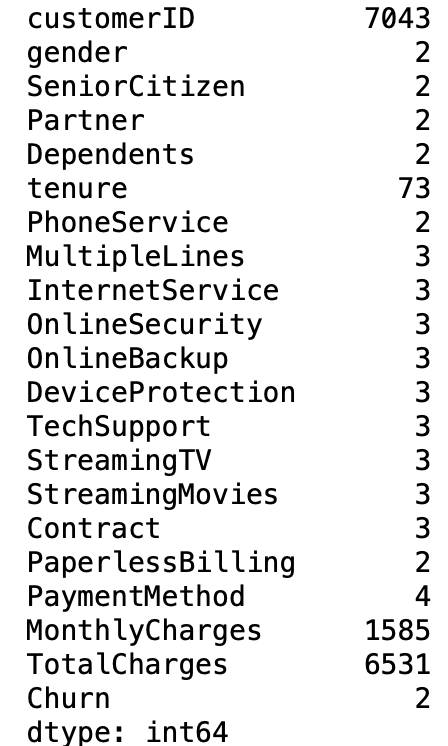 customerID 7043
gender 2
SeniorCitizen 2
Partner 2
Dependents 2
tenure 73
PhoneService 2
MultipleLines 3
InternetService 3
OnlineSecurity 3
OnlineBackup 3
DeviceProtection 3
TechSupport 3
StreamingTV 3
StreamingMovies 3
Contract 3
PaperlessBilling 2
PaymentMethod 4
MonthlyCharges 1585
TotalCharges 6531
Churn 2
dtype: int64